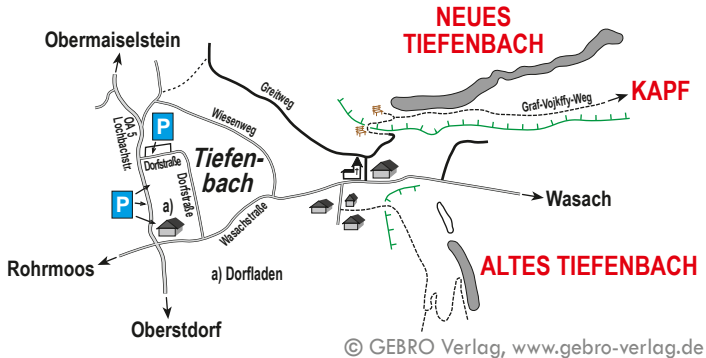 NEUES
TIEFENBACH
Obermaiselstein
Greitweg
Graf-Vojkffy-Weg
KAPF
OA 5
Lochbachstr.
P
Wiesenweg
Dorfstraße
Tiefen-
bach
Dorfstraße
P
a)
Wasachstraße
Wasach
Rohrmoos
a) Dorfladen
ALTES TIEFENBACH
Oberstdorf
© GEBRO Verlag, www.gebro-verlag.de